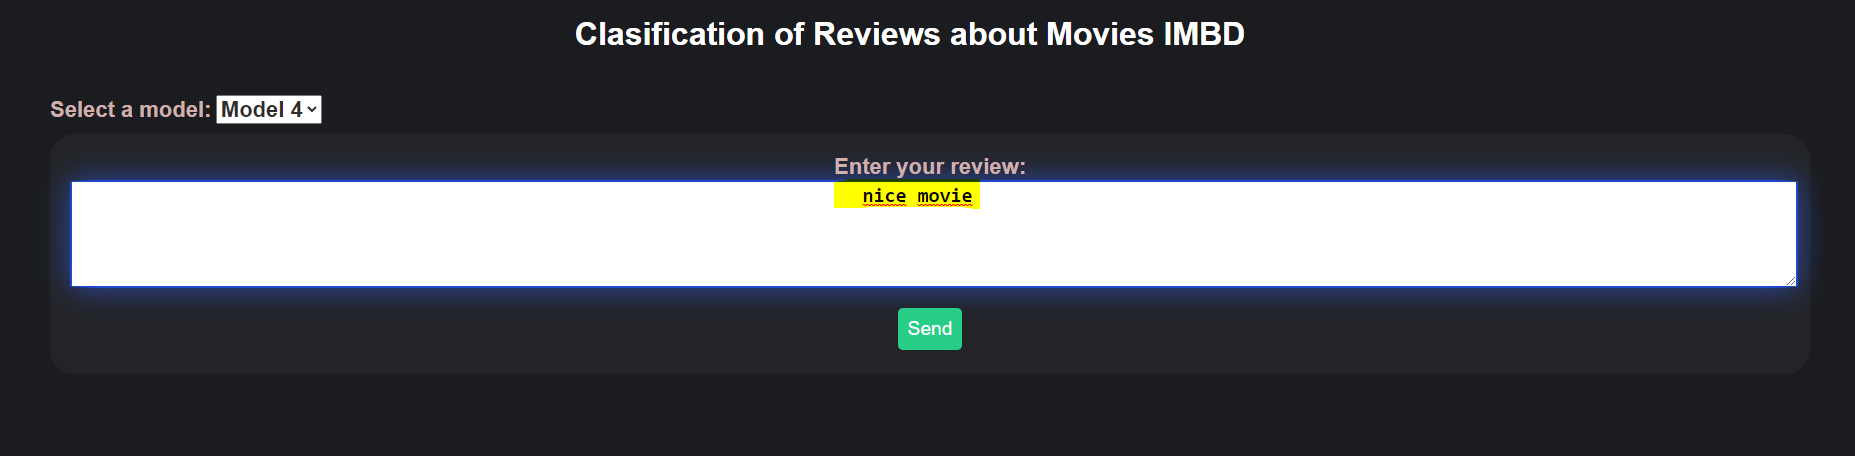 Clasification of Reviews about Movies IMBD
Select a model: Model 4
Enter your review:
nice movie
Send